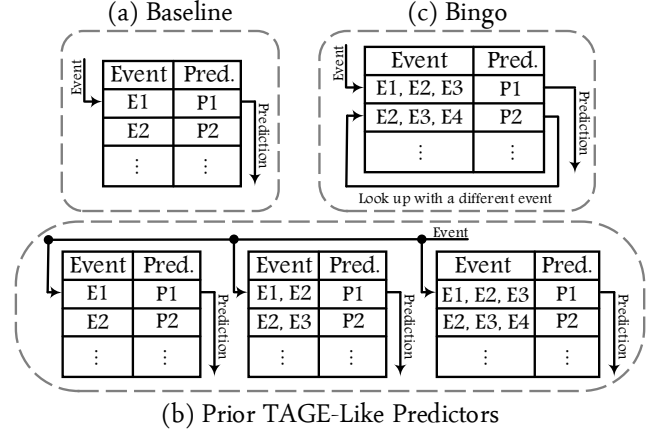 (a) Baseline
Event
Event Pred.
E1 P1
E2 P2
⋮ ⋮
Prediction
(c) Bingo
Event
Event Pred.
E1, E2, E3 P1
E2, E3, E4 P2
⋮ ⋮
Prediction
Look up with a different event
Event
Event Pred.
E1 P1
E2 P2
⋮ ⋮
Prediction
Event Pred.
E1, E2 P1
E2, E3 P2
⋮ ⋮
Prediction
Event Pred.
E1, E2, E3 P1
E2, E3, E4 P2
⋮ ⋮
Prediction
(b) Prior TAGE-Like Predictors